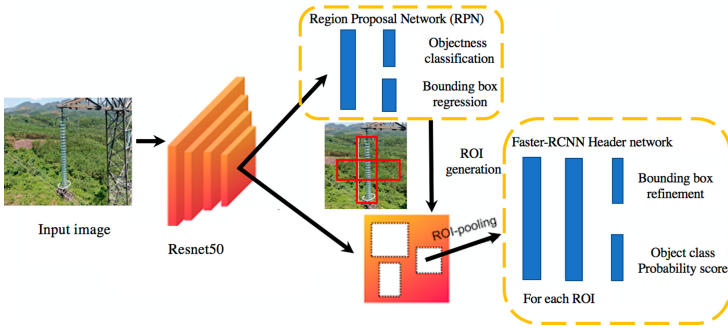 Region Proposal Network (RPN)
Objectness
classification
Bounding box
regression
Input image
Resnet50
ROI
generation
ROI-pooling
Faster-RCNN Header network
Bounding box
refinement
Object class
Probability score
For each ROI